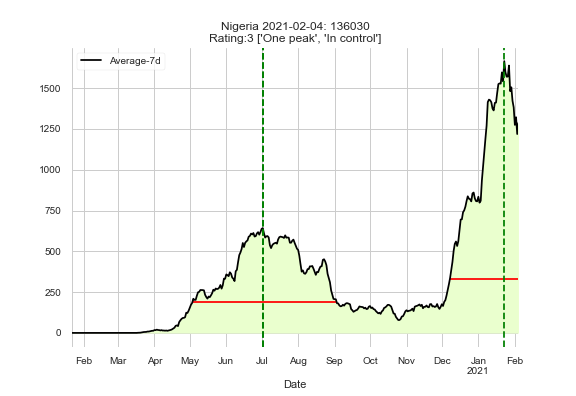 Nigeria 2021-02-04: 136030
Rating:3 ['One peak', 'In control']
Average-7d
1500
1250
1000
750
500
250
0
Feb Mar Apr May Jun Jul Aug Sep Oct Nov Dec Jan Feb
2021
Date